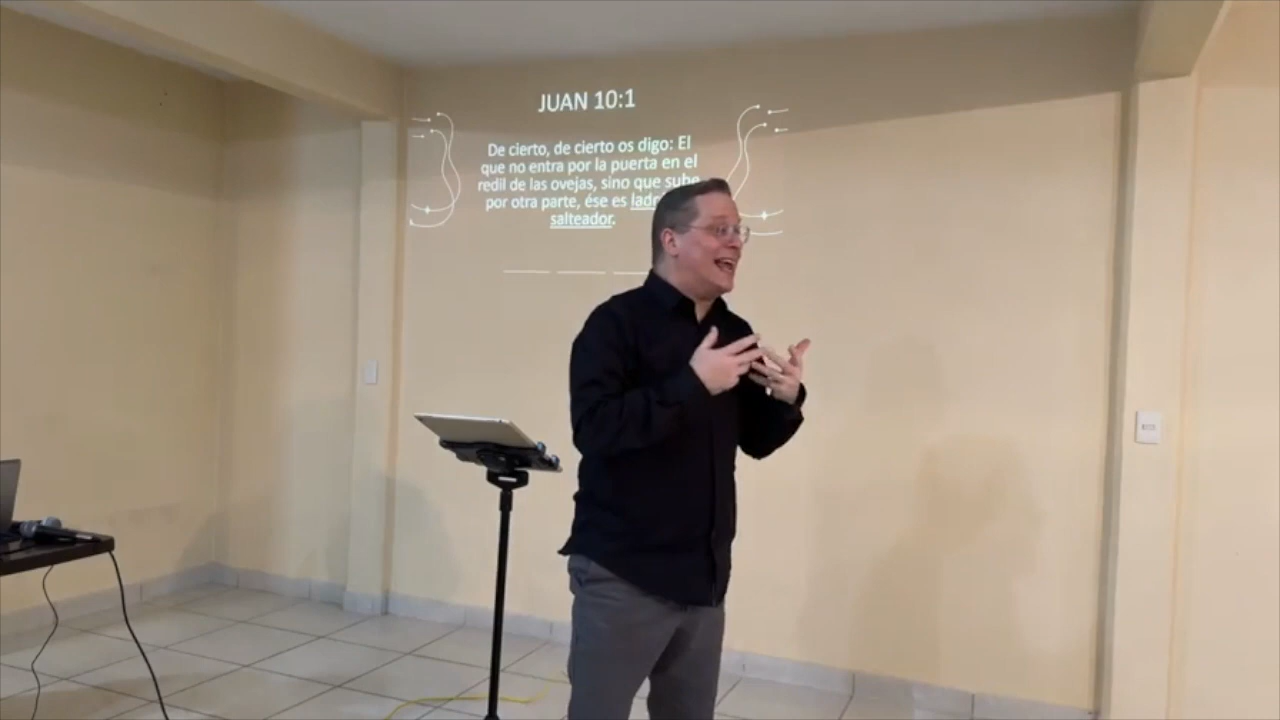 JUAN 10:1
De cierto, de cierto os digo: El
que no entra por la puerta en el
redil de las ovejas, sino que sube
por otra parte, ése es
salteador.